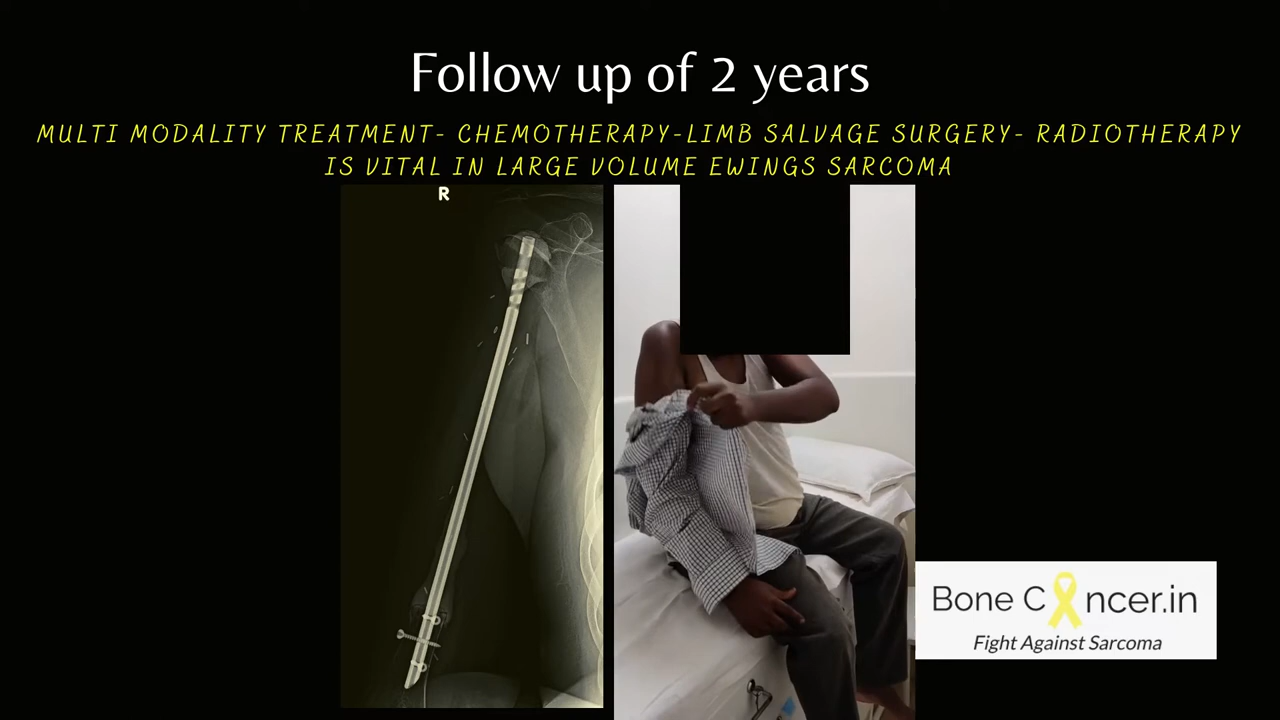 Follow up of 2 years
MULTI MODALITY TREATMENT- CHEMOTHERAPY-LIMB SALVAGE SURGERY- RADIOTHERAPY
IS VITAL IN LARGE VOLUME EWINGS SARCOMA
R
Bone C ncer.in
Fight Against Sarcoma